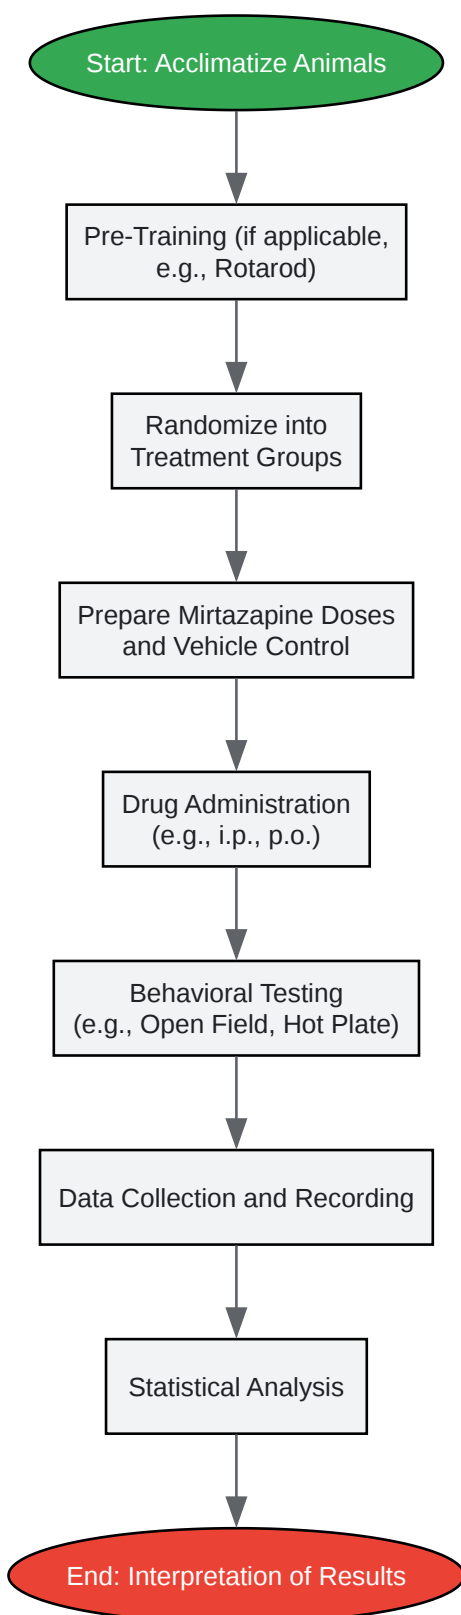 Start: Acclimatize Animals
Pre-Training (if applicable,
e.g., Rotarod)
Randomize into
Treatment Groups
Prepare Mirtazapine Doses
and Vehicle Control
Drug Administration
(e.g., i.p., p.o.)
Behavioral Testing
(e.g., Open Field, Hot Plate)
Data Collection and Recording
Statistical Analysis
End: Interpretation of Results